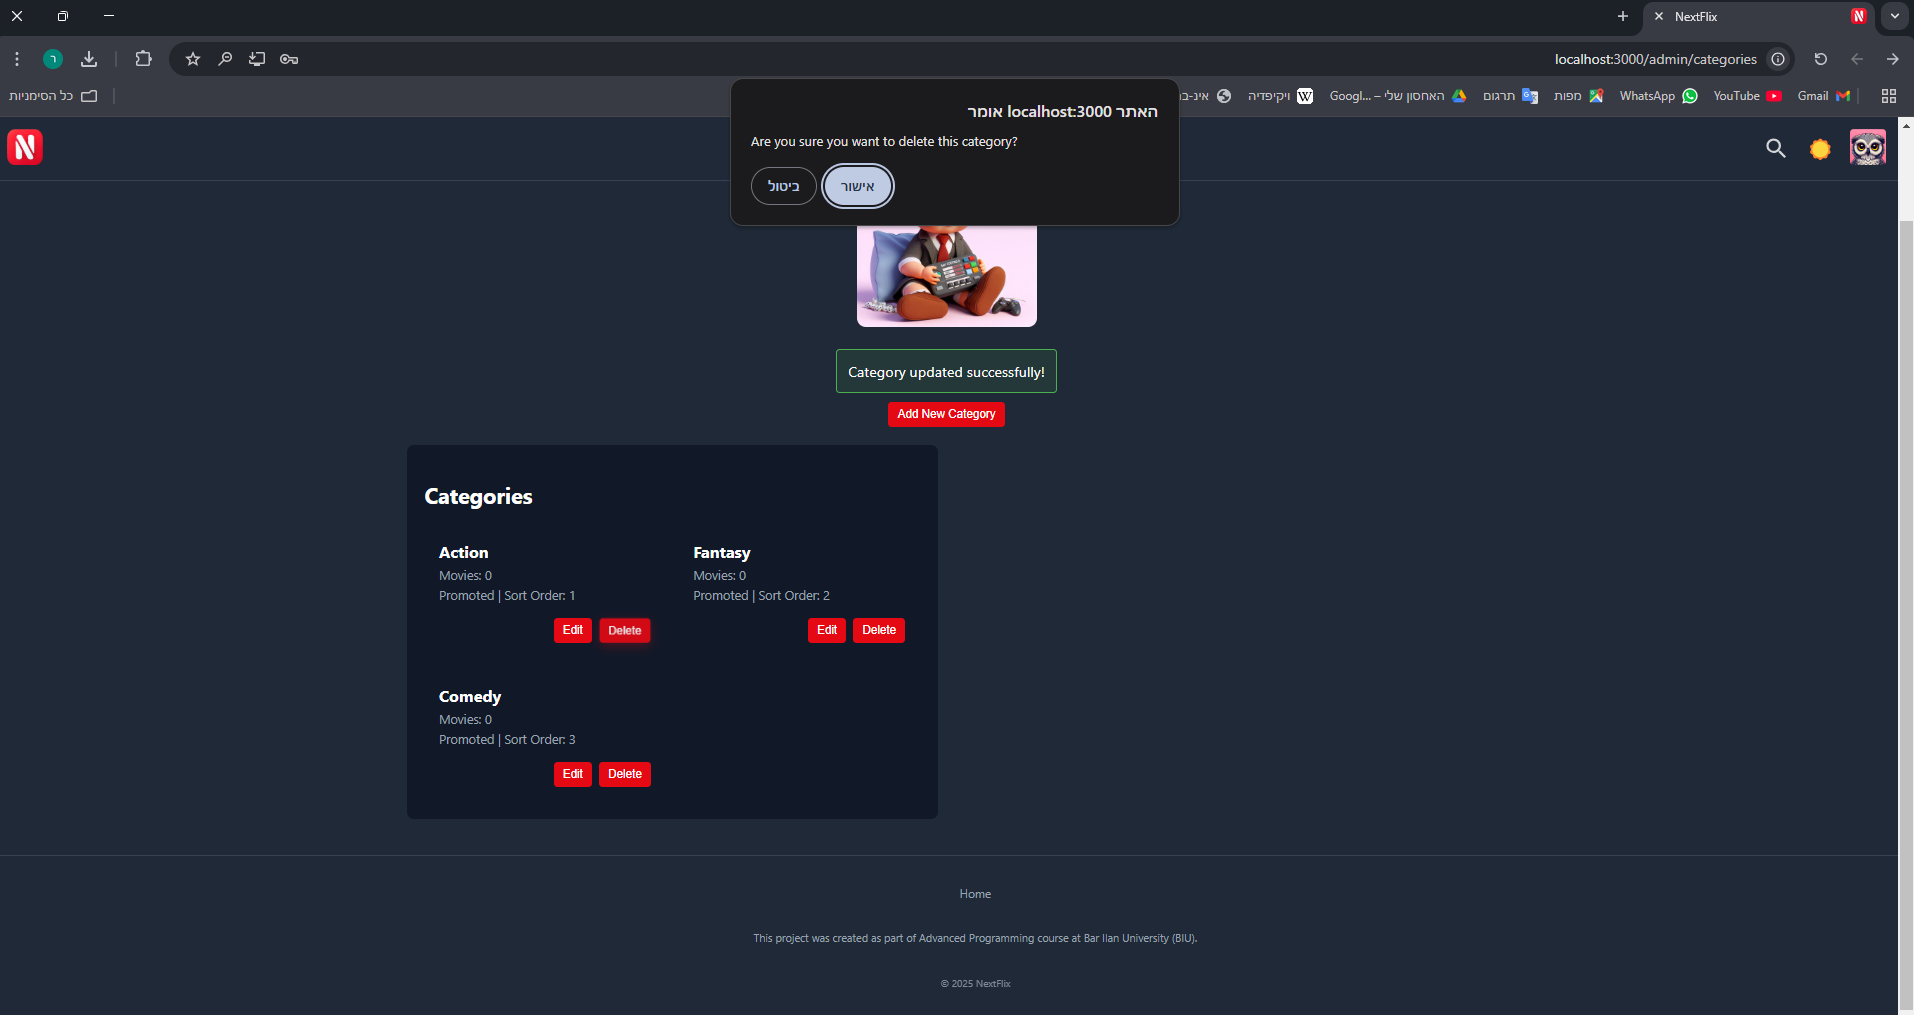 NextFlix
localhost:3000/admin/categories
כל הסימניות
אינ-בר
ויקיפדיה
האחסון שלי – Googl...
תרגום
מפות
WhatsApp
YouTube
Gmail
האתר localhost:3000 אומר
Are you sure you want to delete this category?
ביטול
אישור
Category updated successfully!
Add New Category
Categories
Action
Movies: 0
Promoted | Sort Order: 1
Edit
Delete
Fantasy
Movies: 0
Promoted | Sort Order: 2
Edit
Delete
Comedy
Movies: 0
Promoted | Sort Order: 3
Edit
Delete
Home
This project was created as part of Advanced Programming course at Bar Ilan University (BIU).
© 2025 NextFlix